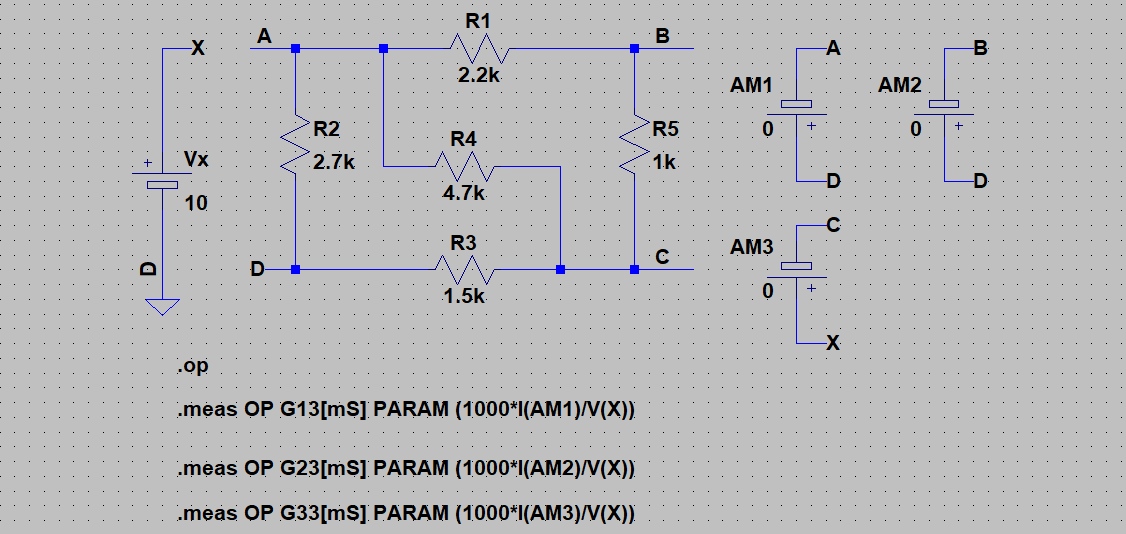 R1
A
B
X
A
B
2.2k
AM1
AM2
R2
R4
R5
0
+
0
+
+
Vx
2.7k
1k
4.7k
D
D
10
C
R3
AM3
D
D
C
1.5k
0
+
X
.op
.meas OP G13[mS] PARAM (1000*I(AM1)/V(X))
.meas OP G23[mS] PARAM (1000*I(AM2)/V(X))
.meas OP G33[mS] PARAM (1000*I(AM3)/V(X))